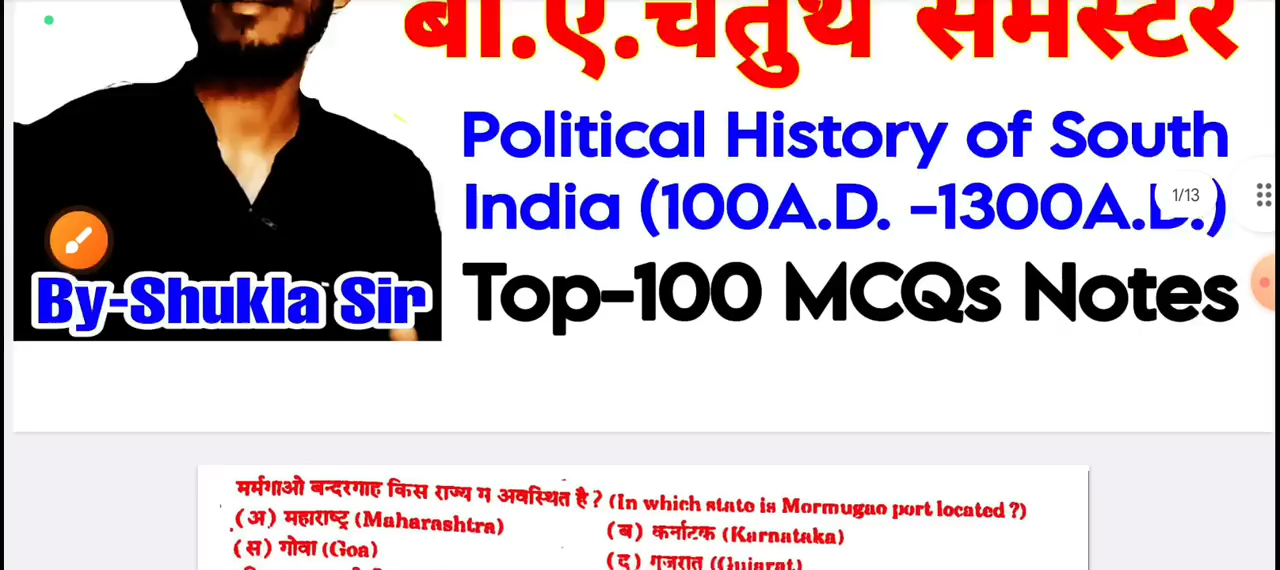 बी.ए.चतुर्थ सेमेस्टर
Political History of South
India (100A.D. -1300A.D.)
1/13
By-Shukla Sir
Top-100 MCQs Notes
मर्मगाओ बन्दरगाह किस राज्य म अवस्थित है ? (In which state is Mormugao port located ?)
(अ) महाराष्ट्र (Maharashtra)
(ब) कर्नाटक (Karnataka)
(स) गोवा (Goa)
(द) गुजरात (Gujarat)